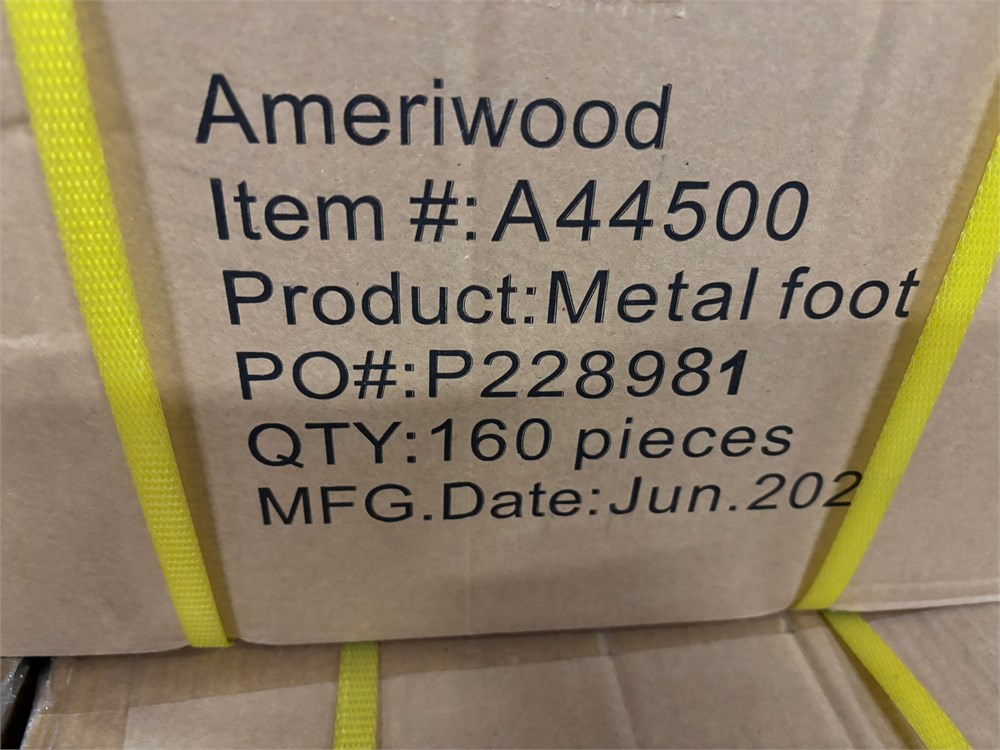 Ameriwood
Item #: A44500
Product:Metal foot
PO#:P228981
QTY:160 pieces
MFG.Date:Jun.202